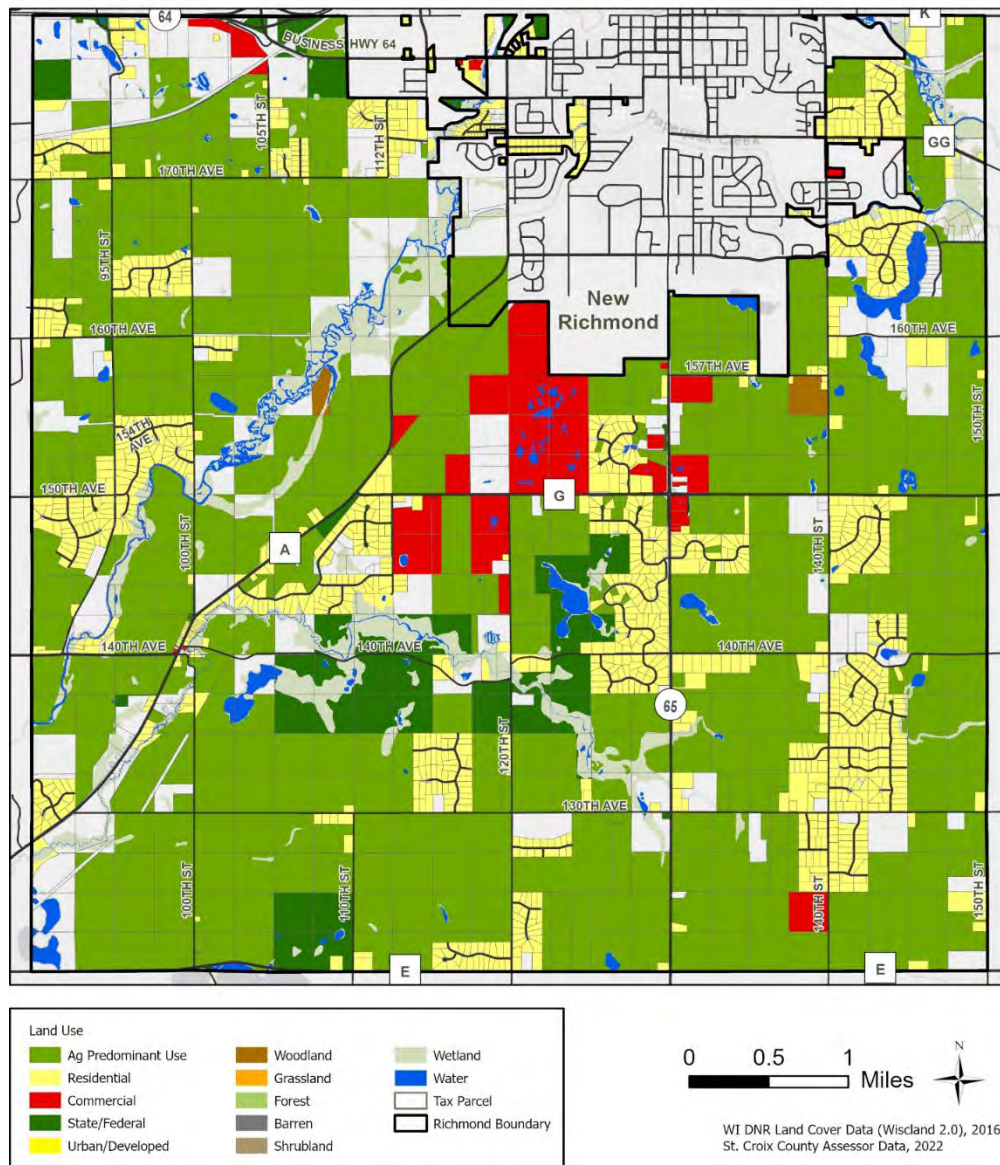 64
K
BUSINESS HWY 64
105TH ST
112TH ST
Paperjack Creek
GG
170TH AVE
95TH ST
New
Richmond
160TH AVE
160TH AVE
157TH AVE
150TH ST
154TH
AVE
150TH AVE
G
100TH ST
A
140TH ST
140TH AVE
140TH AVE
140TH AVE
65
120TH ST
130TH AVE
100TH ST
110TH ST
140TH ST
150TH ST
E
E
Land Use
Ag Predominant Use
Residential
Commercial
State/Federal
Urban/Developed
Woodland
Grassland
Forest
Barren
Shrubland
Wetland
Water
Tax Parcel
Richmond Boundary
0 0.5 1
Miles
N
WI DNR Land Cover Data (Wiscland 2.0), 2016
St. Croix County Assessor Data, 2022